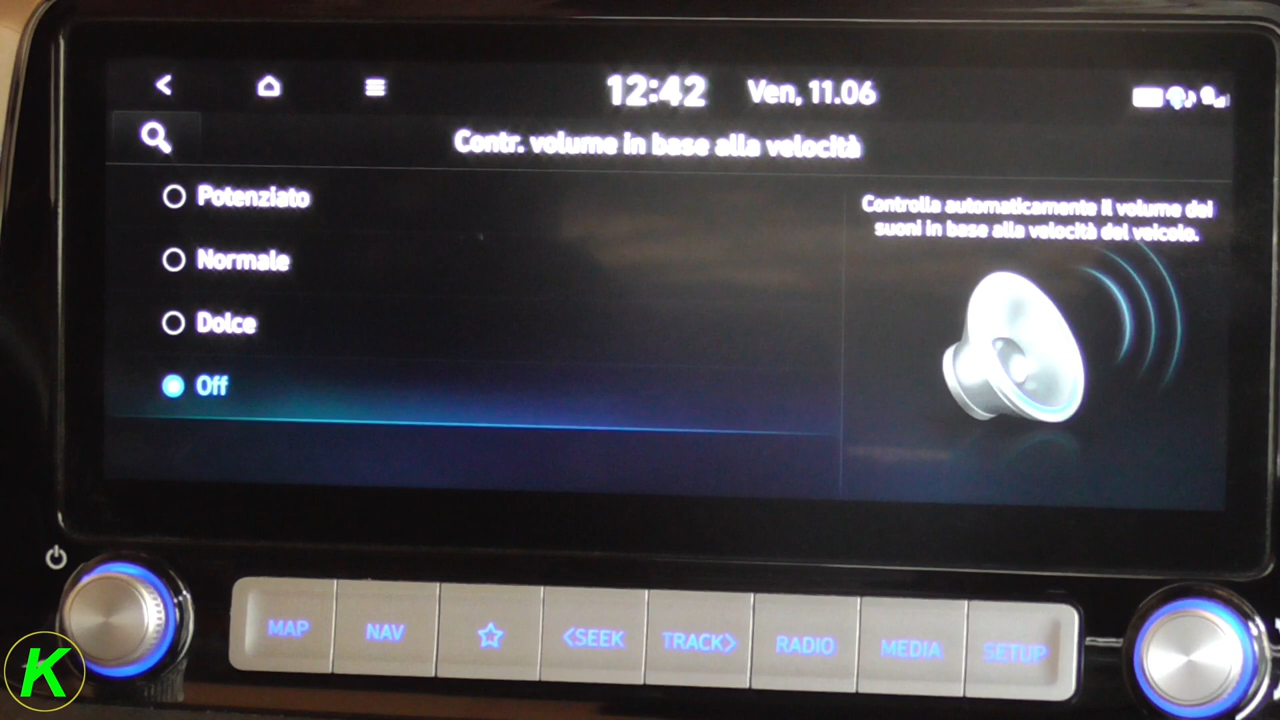 12:42 Ven, 11.06
Contr. volume in base alla velocità
Potenziato
Normale
Dolce
Off
Controlla automaticamente il volume dei
suoni in base alla velocità del veicolo.
MAP
NAV
<SEEK
TRACK>
RADIO
MEDIA
SETUP
K